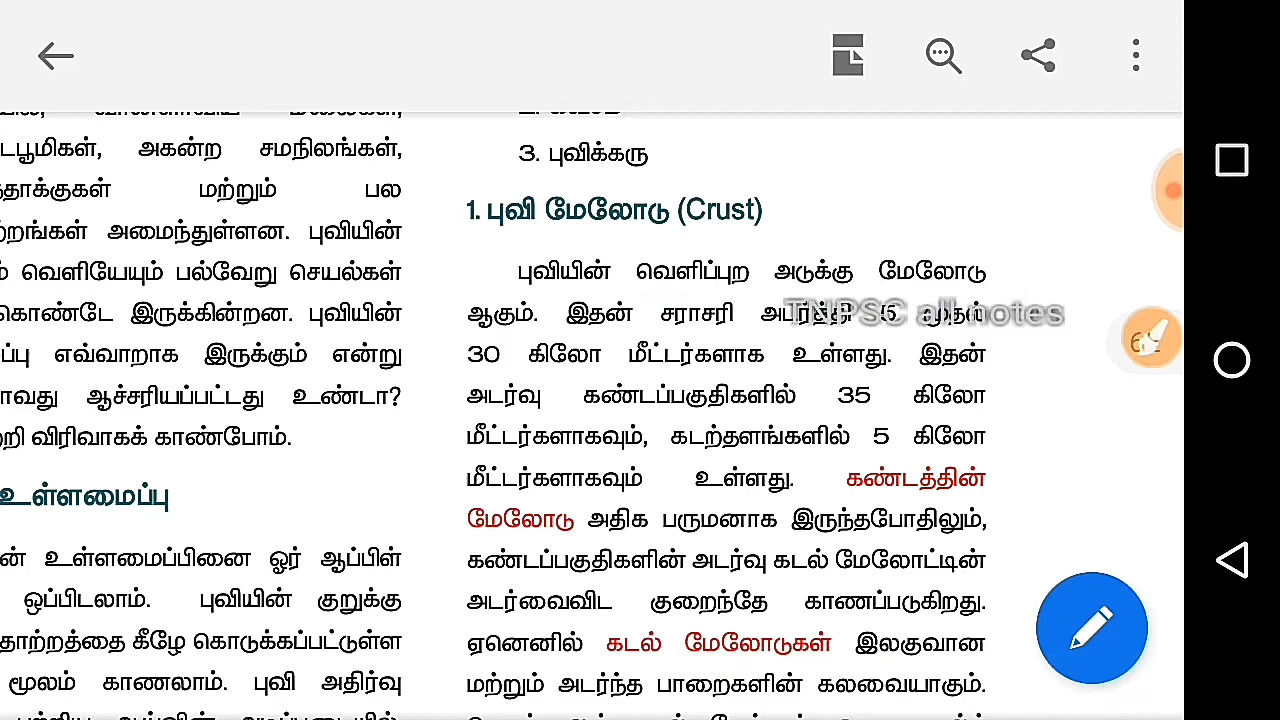 டபூமிகள், அகன்ற சமநிலங்கள்,
மற்றும் பல
அமைந்துள்ளன. புவியின்
வெளியேயும் பல்வேறு செயல்கள்
கொண்டே இருக்கின்றன. புவியின்
எவ்வாறாக இருக்கும் என்று
ஆச்சரியப்பட்டது உண்டா?
விரிவாகக் காண்போம்.
உள்ளமைப்பு
உள்ளமைப்பினை ஓர் ஆப்பிள்
ஒப்பிடலாம். புவியின் குறுக்கு
கீழே கொடுக்கப்பட்டுள்ள
மூலம் காணலாம். புவி அதிர்வு
3. புவிக்கரு
1. புவி மேலோடு (Crust)
புவியின் வெளிப்புற அடுக்கு மேலோடு
ஆகும். இதன் சராசரி அடர்த்தி 5 முதல்
30 கிலோ மீட்டர்களாக உள்ளது. இதன்
அடர்வு கண்டப்பகுதிகளில் 35 கிலோ
மீட்டர்களாகவும், கடற்தளங்களில் 5 கிலோ
மீட்டர்களாகவும் உள்ளது. கண்டத்தின்
மேலோடு அதிக பருமனாக இருந்தபோதிலும்,
கண்டப்பகுதிகளின் அடர்வு கடல் மேலோட்டின்
அடர்வைவிட குறைந்தே காணப்படுகிறது.
ஏனெனில் கடல் மேலோடுகள் இலகுவான
மற்றும் அடர்ந்த பாறைகளின் கலவையாகும்.
TNPSC all notes